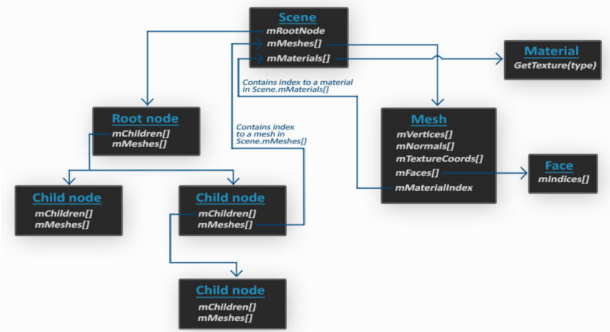 Scene
mRootNode
mMeshes[]
mMaterials[]
Material
GetTexture(type)
Contains index to a material
in Scene.mMaterials[]
Root node
mChildren[]
mMeshes[]
Contains index
to a mesh in
Scene.mMeshes[]
Mesh
mVertices[]
mNormals[]
mTextureCoords[]
mFaces[]
mMaterialIndex
Face
mIndices[]
Child node
mChildren[]
mMeshes[]
Child node
mChildren[]
mMeshes[]
Child node
mChildren[]
mMeshes[]